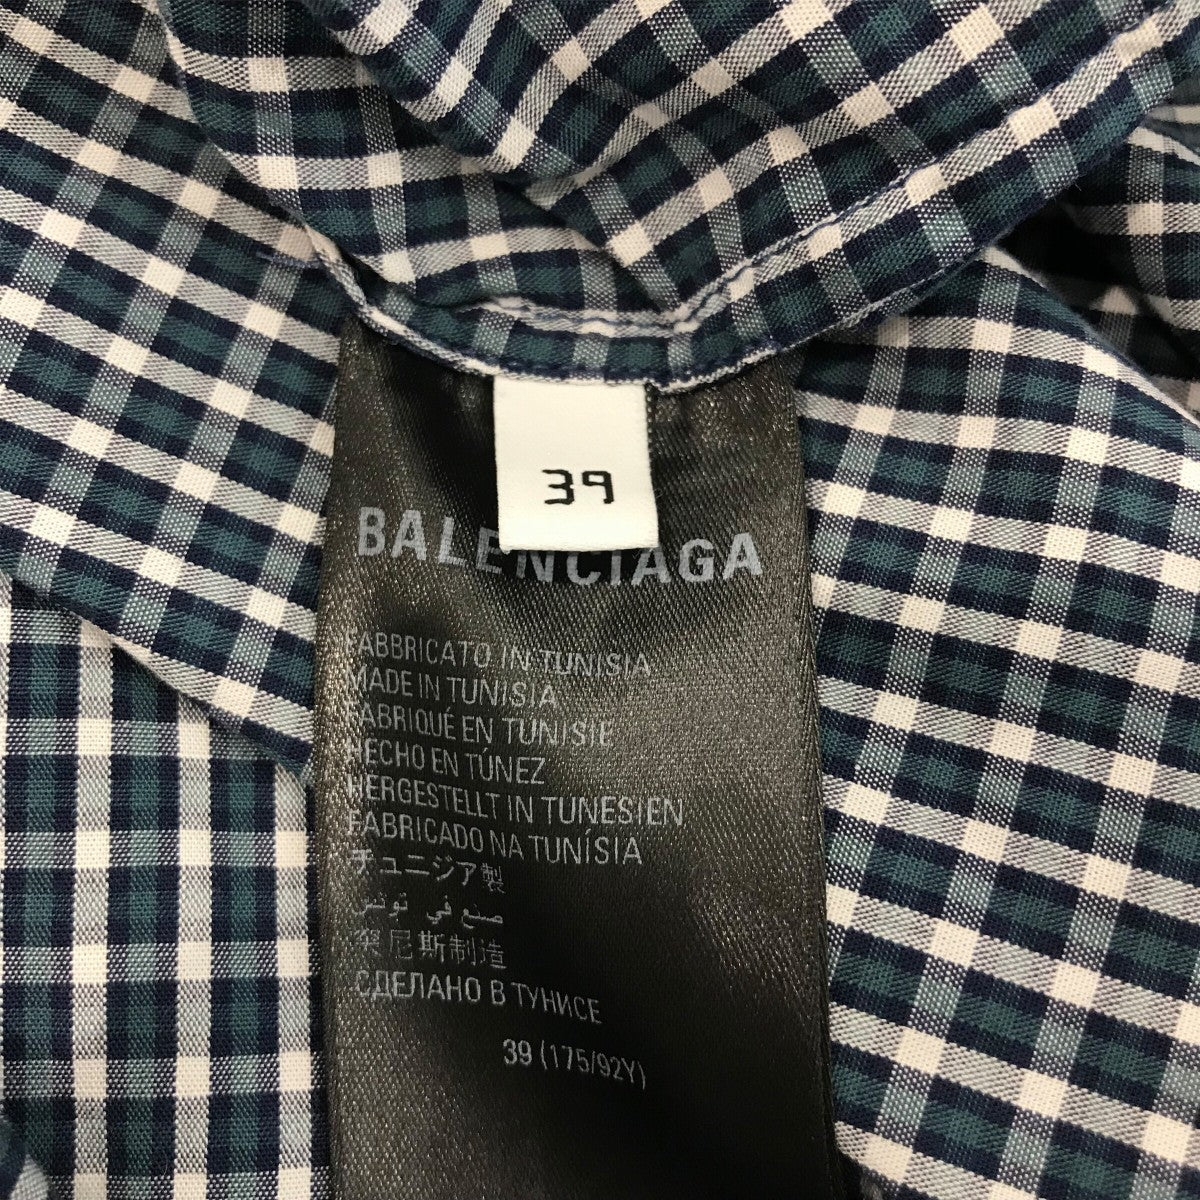 39
BALENCIAGA
FABBRICATO IN TUNISIA
MADE IN TUNISIA
FABRIQUÉ EN TUNISIE
HECHO EN TÚNEZ
HERGESTELLT IN TUNESIEN
FABRICADO NA TUNÍSIA
チュニジア製
صنع في تونس
突尼斯制造
СДЕЛАНО В ТУНИСЕ
39 (175/92Y)